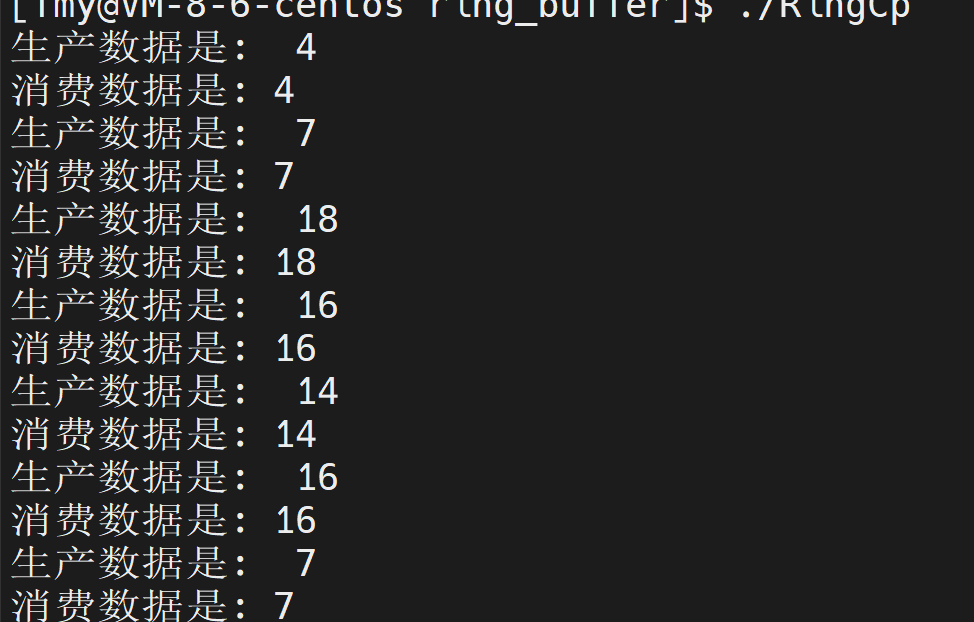 my@VM-8-6-centos ring_buffer]$ ./RingCp
生产数据是： 4
消费数据是：4
生产数据是： 7
消费数据是：7
生产数据是： 18
消费数据是：18
生产数据是： 16
消费数据是：16
生产数据是： 14
消费数据是：14
生产数据是： 16
消费数据是：16
生产数据是： 7
消费数据是：7